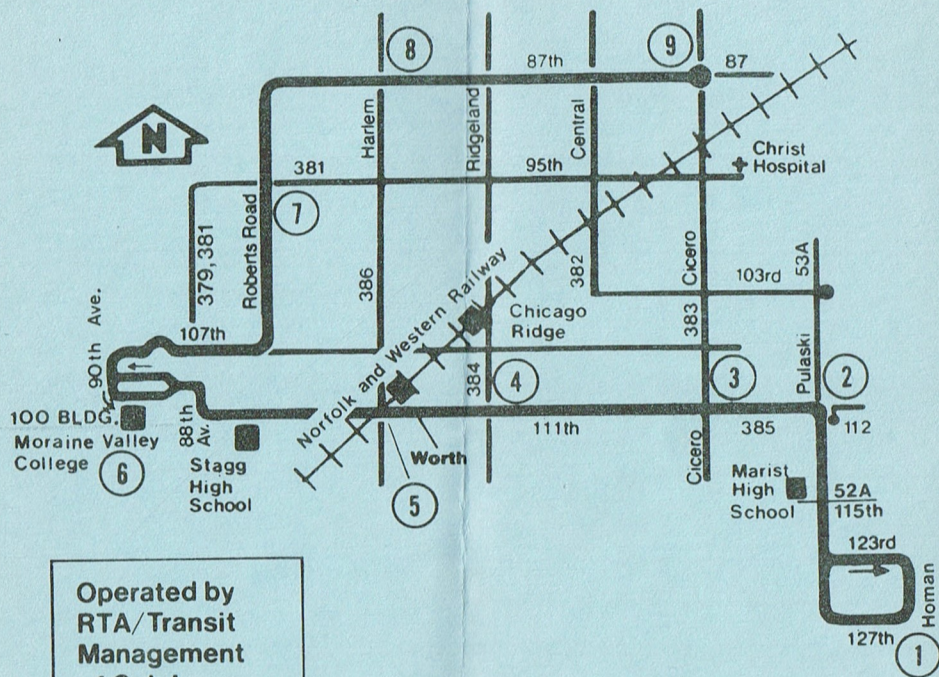 8
9
87th
87
N
Harlem
Ridgeland
Central
Christ
Hospital
381
95th
7
379, 381
Roberts Road
386
382
Cicero
103rd
53A
383
Norfolk and Western Railway
Chicago
Ridge
90th Ave.
107th
384
4
3
Pulaski
2
100 BLDG.
Moraine Valley
College
6
88th
Av.
Stagg
High
School
111th
Worth
5
Cicero
385
112
Marist
High
School
52A
115th
123rd
Homan
127th
1
Operated by
RTA/Transit
Management